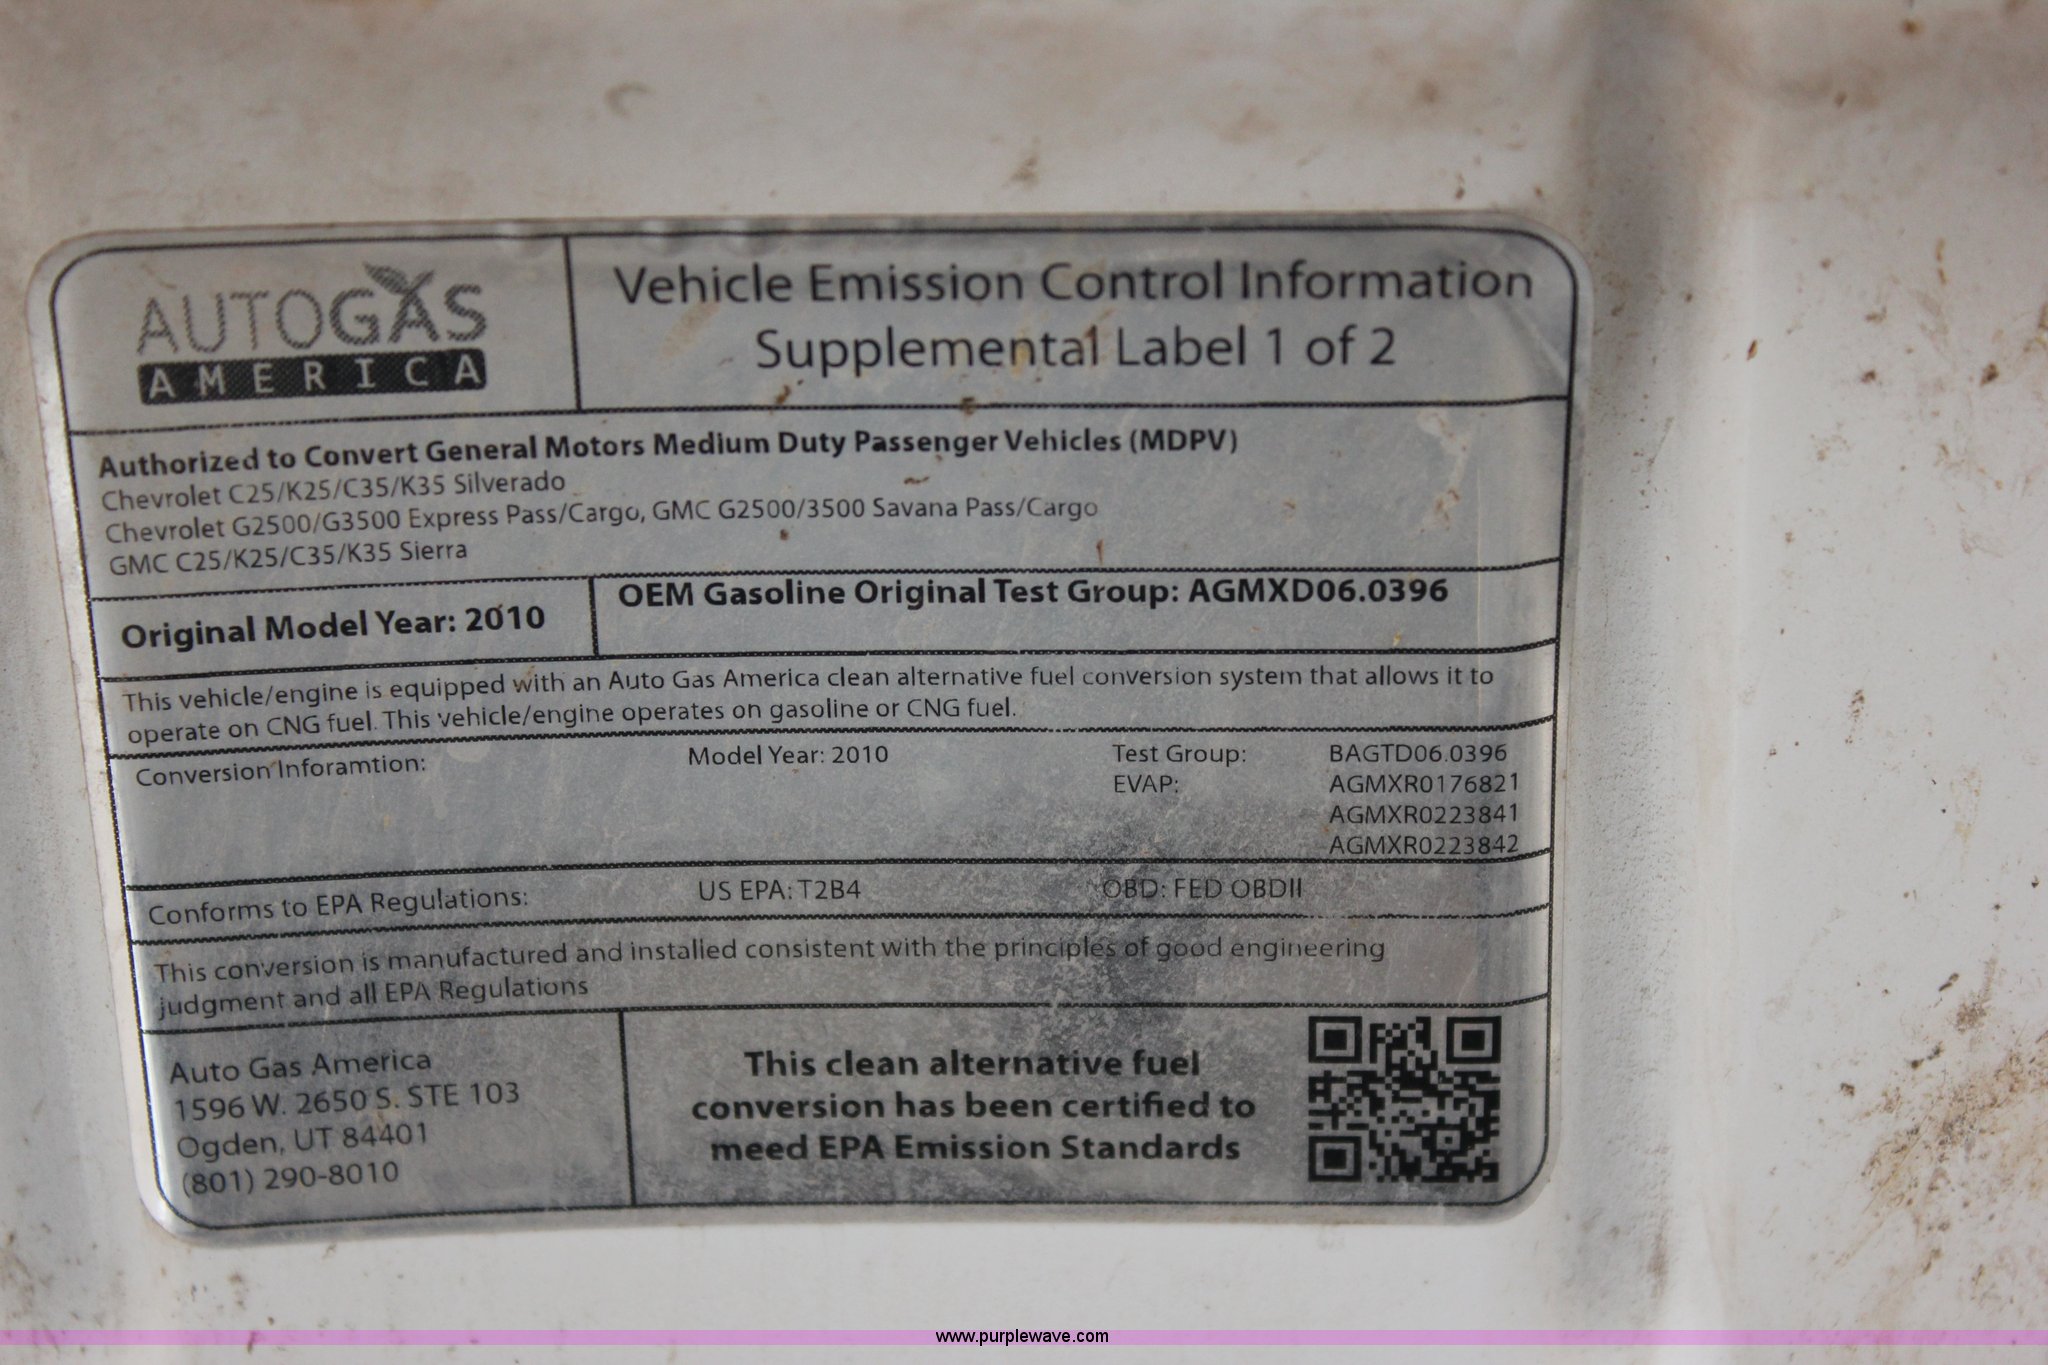 AUTOGAS
AMERICA
Vehicle Emission Control Information
Supplemental Label 1 of 2
Authorized to Convert General Motors Medium Duty Passenger Vehicles (MDPV)
Chevrolet C25/K25/C35/K35 Silverado
Chevrolet G2500/G3500 Express Pass/Cargo, GMC G2500/3500 Savana Pass/Cargo
GMC C25/K25/C35/K35 Sierra
Original Model Year: 2010
OEM Gasoline Original Test Group: AGMXD06.0396
This vehicle/engine is equipped with an Auto Gas America clean alternative fuel conversion system that allows it to
operate on CNG fuel. This vehicle/engine operates on gasoline or CNG fuel.
Conversion Inforamtion: Model Year: 2010 Test Group: BAGTD06.0396
EVAP: AGMXR0176821
AGMXR0223841
AGMXR0223842
Conforms to EPA Regulations: US EPA: T2B4 OBD: FED OBDII
This conversion is manufactured and installed consistent with the principles of good engineering
judgment and all EPA Regulations
Auto Gas America
1596 W. 2650 S. STE 103
Ogden, UT 84401
(801) 290-8010
This clean alternative fuel
conversion has been certified to
meed EPA Emission Standards
www.purplewave.com